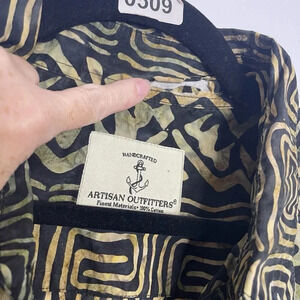 0309
HANDCRAFTED
ARTISAN OUTFITTERS®
Finest Materials • 100% Cotton